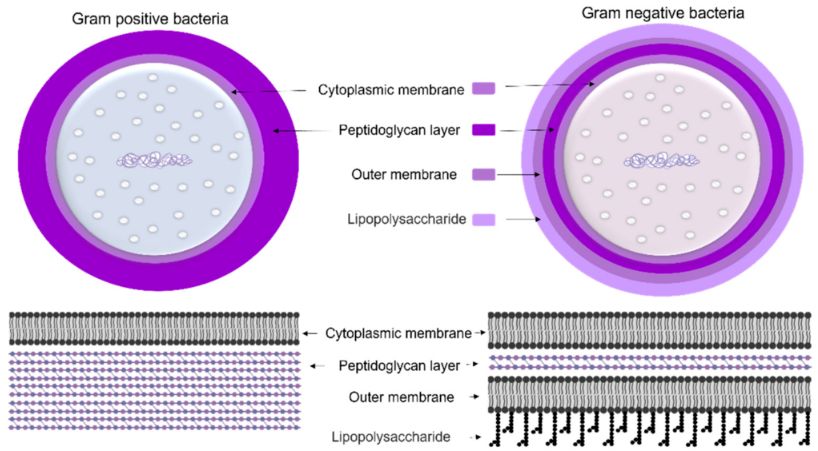 Gram positive bacteria
Gram negative bacteria
Cytoplasmic membrane
Peptidoglycan layer
Outer membrane
Lipopolysaccharide
Cytoplasmic membrane
Peptidoglycan layer
Outer membrane
Lipopolysaccharide